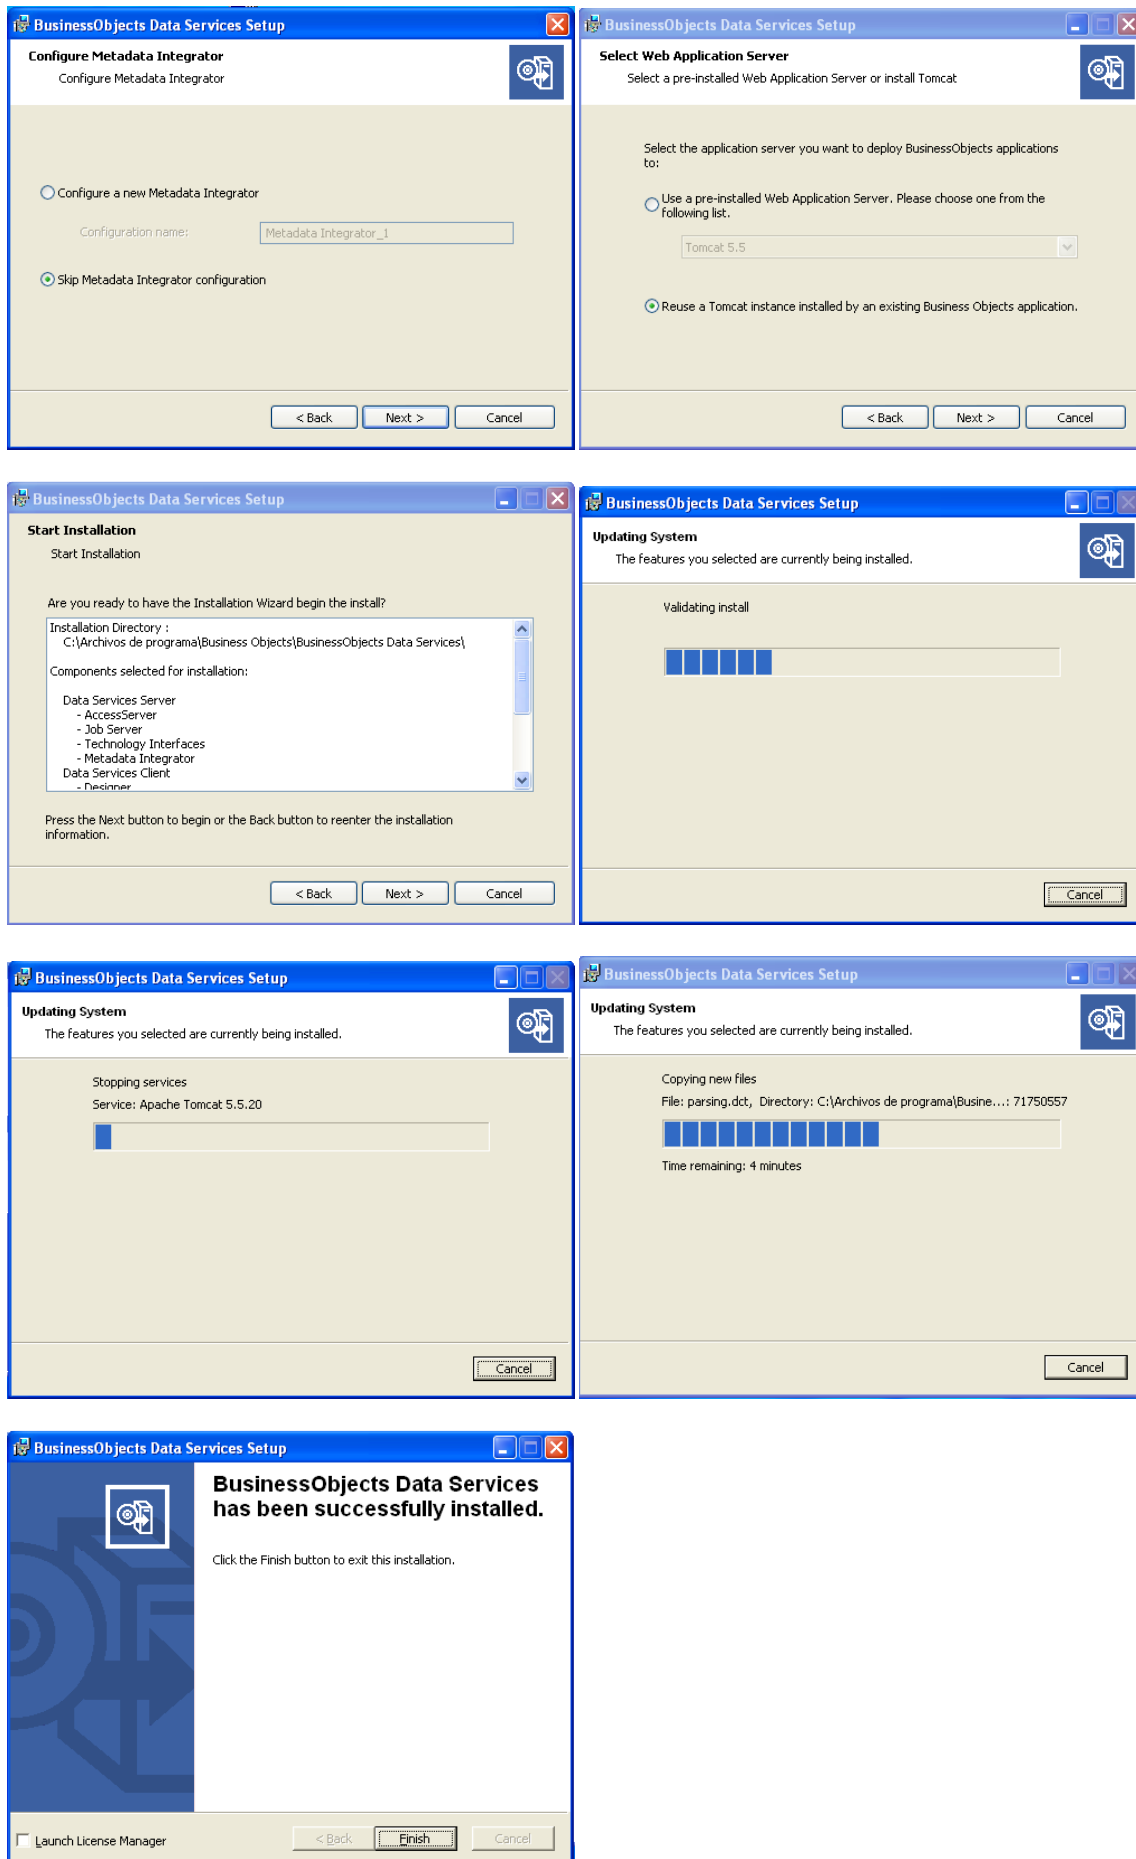 BusinessObjects Data Services Setup
Configure Metadata Integrator
Configure Metadata Integrator
Configure a new Metadata Integrator
Configuration name:
Metadata Integrator_1
Skip Metadata Integrator configuration
< Back
Next >
Cancel
BusinessObjects Data Services Setup
Select Web Application Server
Select a pre-installed Web Application Server or install Tomcat
Select the application server you want to deploy BusinessObjects applications
to:
Use a pre-installed Web Application Server. Please choose one from the
following list.
Tomcat 5.5
Reuse a Tomcat instance installed by an existing Business Objects application.
< Back
Next >
Cancel
BusinessObjects Data Services Setup
Start Installation
Start Installation
Are you ready to have the Installation Wizard begin the install?
Installation Directory :
C:\Archivos de programa\Business Objects\BusinessObjects Data Services\
Components selected for installation:
Data Services Server
- AccessServer
- Job Server
- Technology Interfaces
- Metadata Integrator
Data Services Client
- Designer
Press the Next button to begin or the Back button to reenter the installation
information.
< Back
Next >
Cancel
BusinessObjects Data Services Setup
Updating System
The features you selected are currently being installed.
Validating install
Cancel
BusinessObjects Data Services Setup
Updating System
The features you selected are currently being installed.
Stopping services
Service: Apache Tomcat 5.5.20
Cancel
BusinessObjects Data Services Setup
Updating System
The features you selected are currently being installed.
Copying new files
File: parsing.dct, Directory: C:\Archivos de programa\Busine...: 71750557
Time remaining: 4 minutes
Cancel
BusinessObjects Data Services Setup
BusinessObjects Data Services
has been successfully installed.
Click the Finish button to exit this installation.
Launch License Manager
< Back
Finish
Cancel